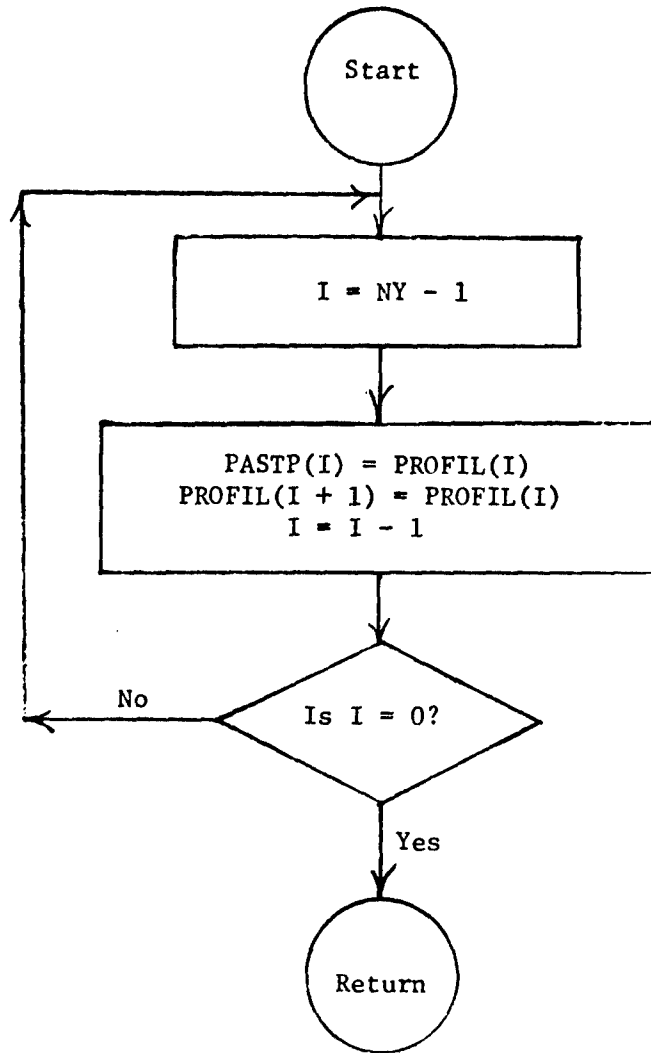 Start
I = NY - 1
PASTP(I) = PROFIL(I)
PROFIL(I + 1) = PROFIL(I)
I = I - 1
Is I = 0?
No
Yes
Return